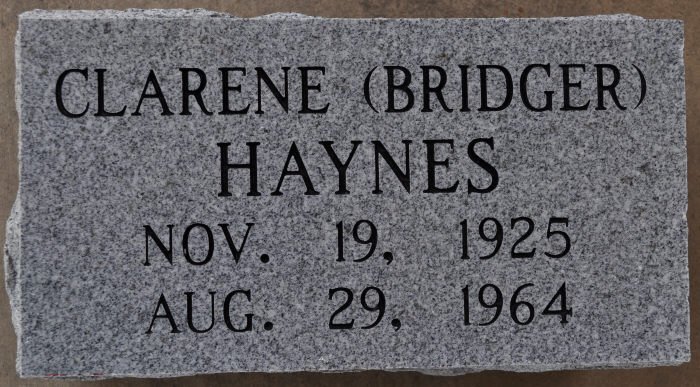 CLARENE (BRIDGER)
HAYNES
NOV. 19, 1925
AUG. 29, 1964